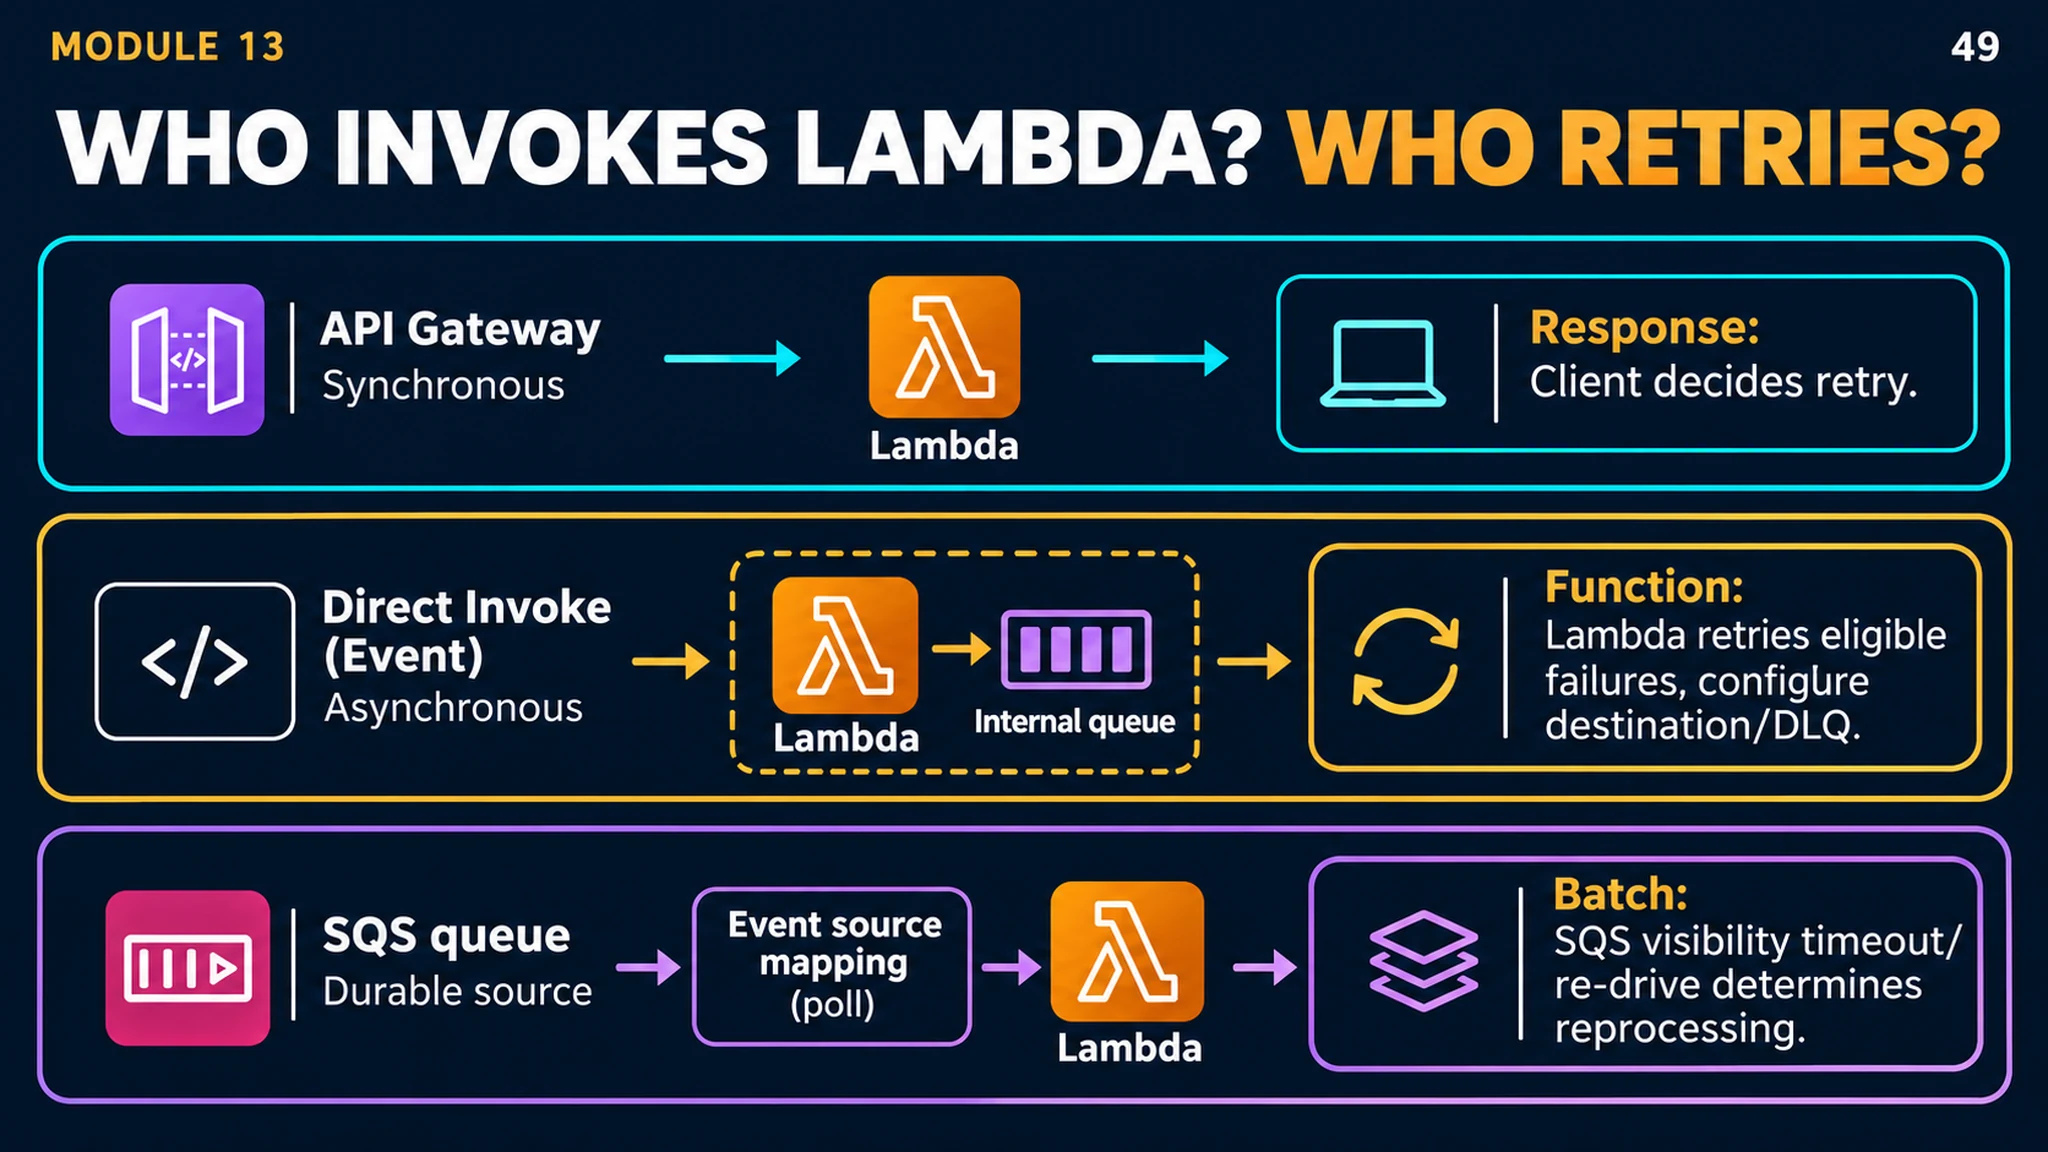 MODULE 13
49
WHO INVOKES LAMBDA? WHO RETRIES?
</>
API Gateway
Synchronous
Lambda
Response:
Client decides retry.
</>
Direct Invoke
(Event)
Asynchronous
Lambda
Internal queue
Function:
Lambda retries eligible
failures, configure
destination/DLQ.
SQS queue
Durable source
Event source
mapping
(poll)
Lambda
Batch:
SQS visibility timeout/
re-drive determines
reprocessing.